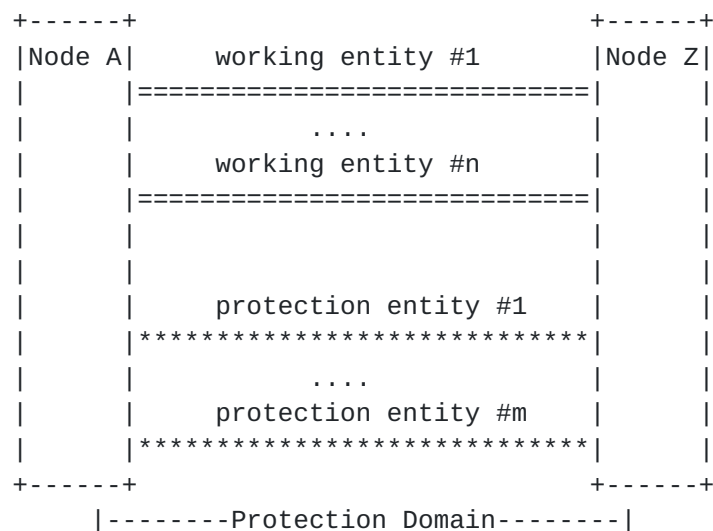 +------+                             +------+
|Node A|     working entity #1       |Node Z|
|      |=============================|      |
|      |           ....              |      |
|      |     working entity #n       |      |
|      |=============================|      |
|      |                             |      |
|      |                             |      |
|      |     protection entity #1    |      |
|      |*****************************|      |
|      |           ....              |      |
|      |     protection entity #m    |      |
|      |*****************************|      |
+------+                             +------+
     |--------Protection Domain--------|